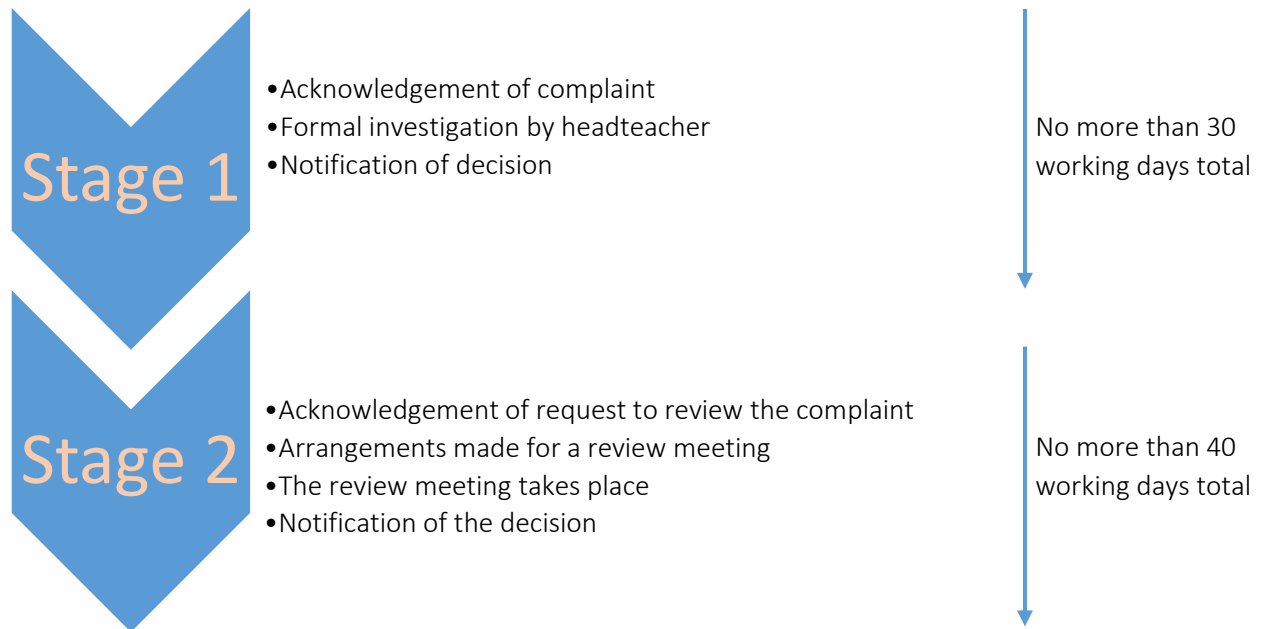 Stage 1
•Acknowledgement of complaint
•Formal investigation by headteacher
•Notification of decision
No more than 30
working days total
Stage 2
•Acknowledgement of request to review the complaint
•Arrangements made for a review meeting
•The review meeting takes place
•Notification of the decision
No more than 40
working days total